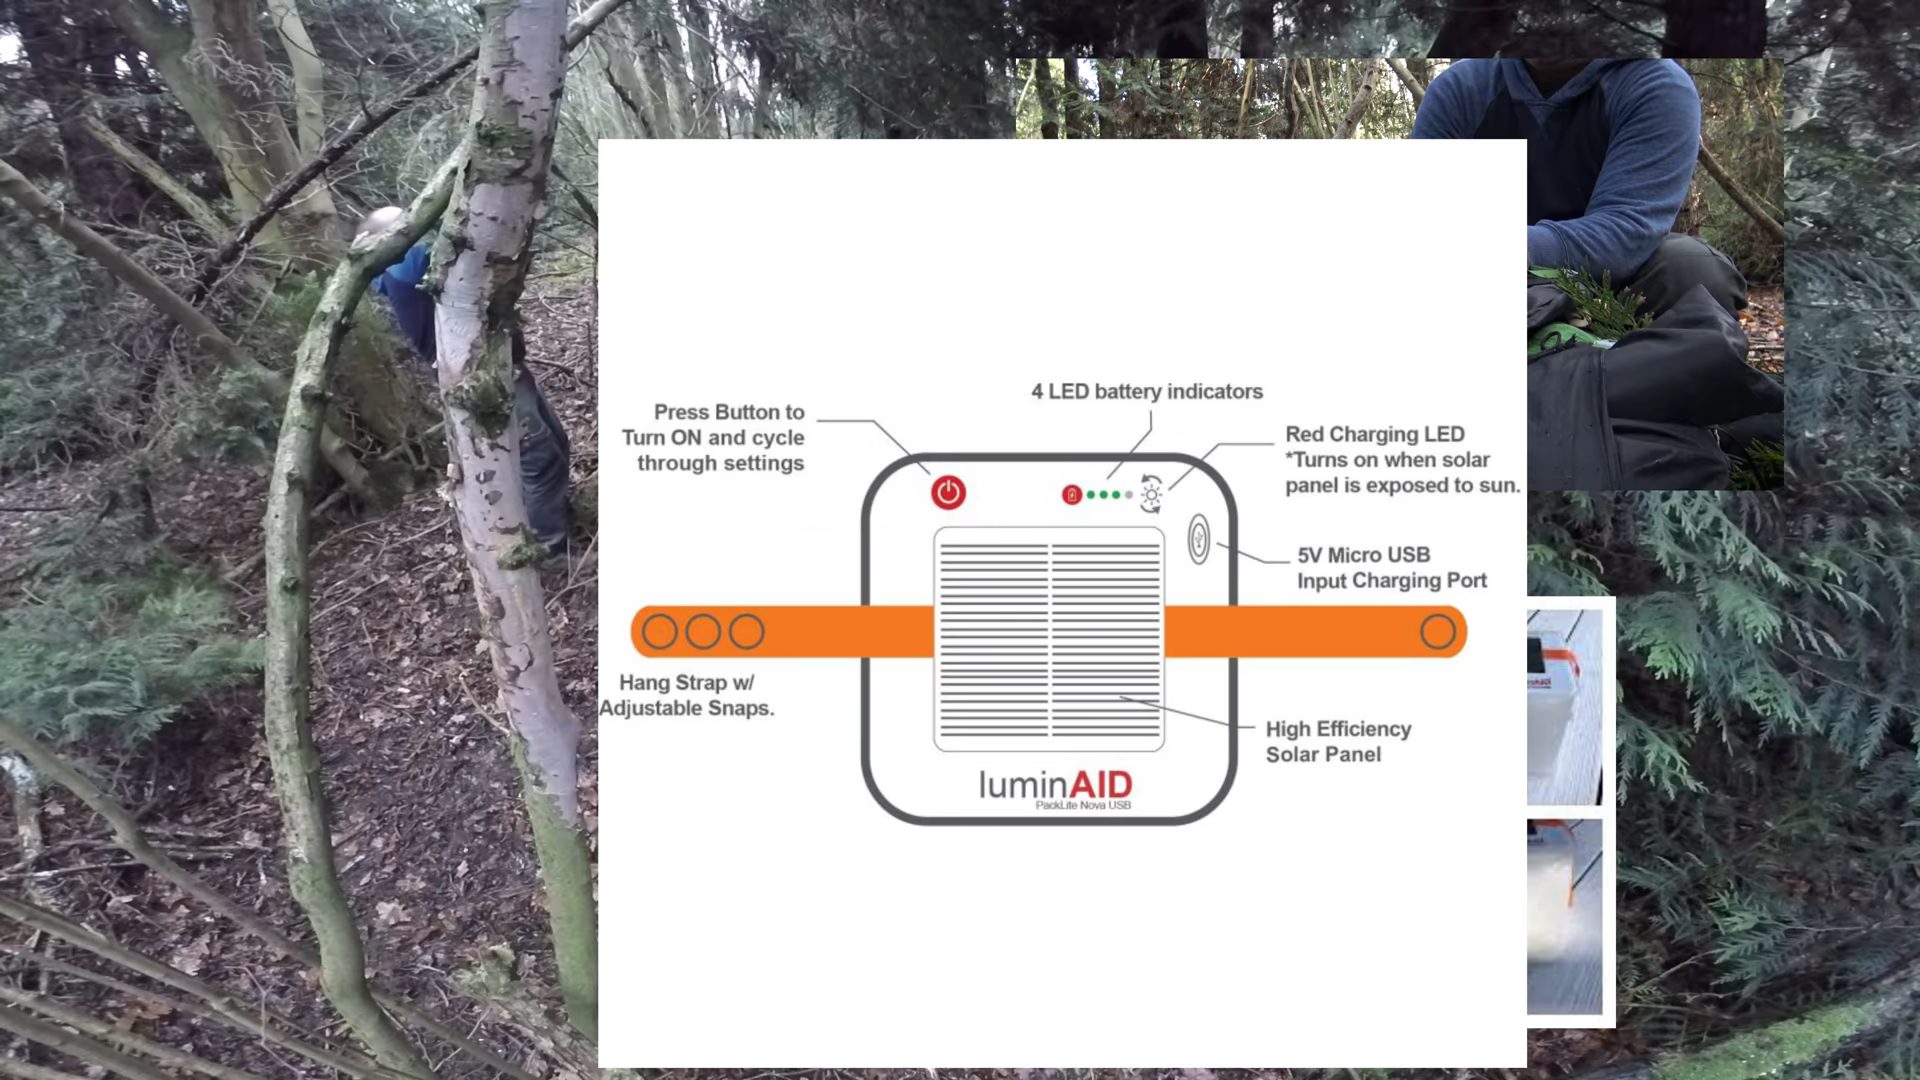 4 LED battery indicators
Press Button to
Turn ON and cycle
through settings
Red Charging LED
*Turns on when solar
panel is exposed to sun.
5V Micro USB
Input Charging Port
Hang Strap w/
Adjustable Snaps.
High Efficiency
Solar Panel
luminAID
PackLite Nova USB